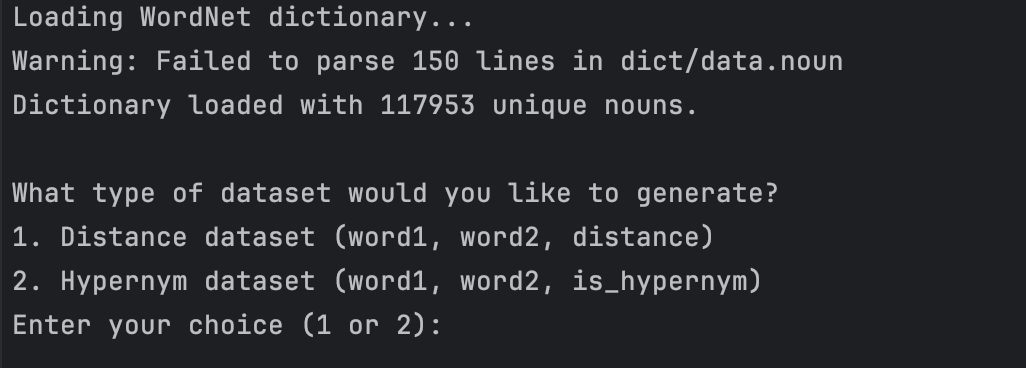 Loading WordNet dictionary...
Warning: Failed to parse 150 lines in dict/data.noun
Dictionary loaded with 117953 unique nouns.
What type of dataset would you like to generate?
1. Distance dataset (word1, word2, distance)
2. Hypernym dataset (word1, word2, is_hypernym)
Enter your choice (1 or 2):